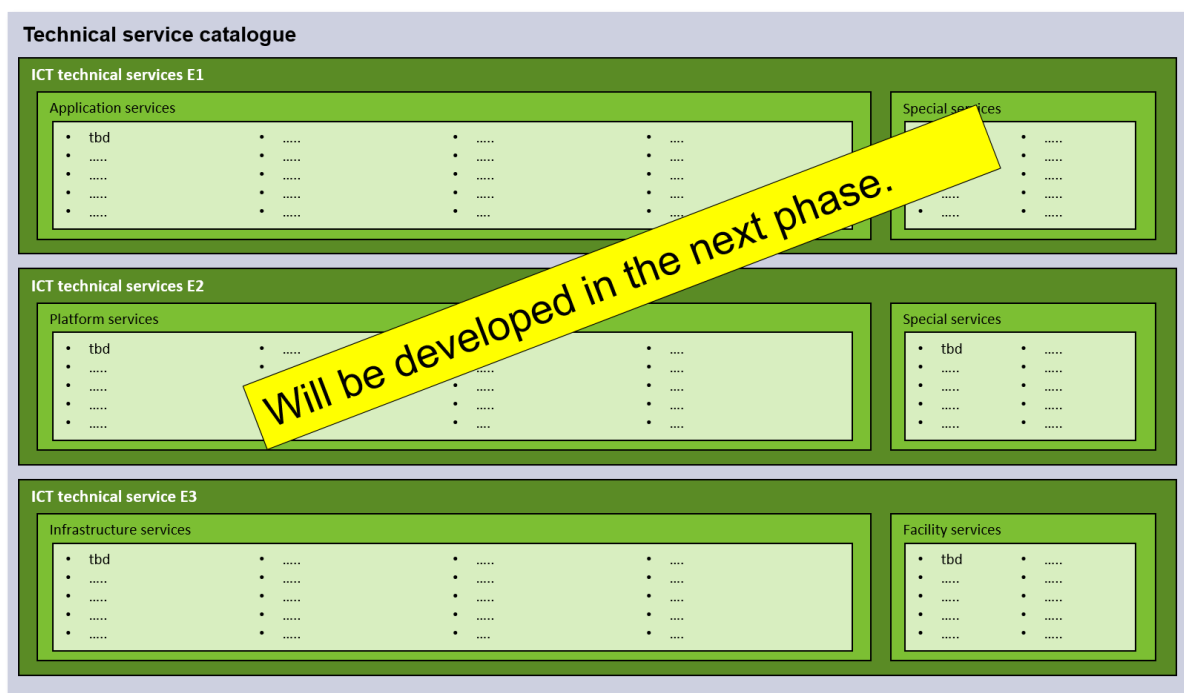 Technical service catalogue
ICT technical services E1
Application services
• tbd • ..... • ..... • ....
• ..... • ..... • ..... • ....
• ..... • ..... • ..... • ....
• ..... • ..... • ..... • ....
• ..... • ..... • .... • ....
Special services
• .....
• .....
• .....
• ..... • .....
• ..... • .....
Will be developed in the next phase.
ICT technical services E2
Platform services
• tbd • ..... • ....
• ..... • ..... • ....
• ..... • ..... • ....
• ..... • ..... • ....
• ..... • .... • ....
Special services
• tbd • .....
• ..... • .....
• ..... • .....
• ..... • .....
• ..... • .....
ICT technical service E3
Infrastructure services
• tbd • ..... • ..... • ....
• ..... • ..... • ..... • ....
• ..... • ..... • ..... • ....
• ..... • ..... • ..... • ....
• ..... • ..... • .... • ....
Facility services
• tbd • .....
• ..... • .....
• ..... • .....
• ..... • .....
• ..... • .....